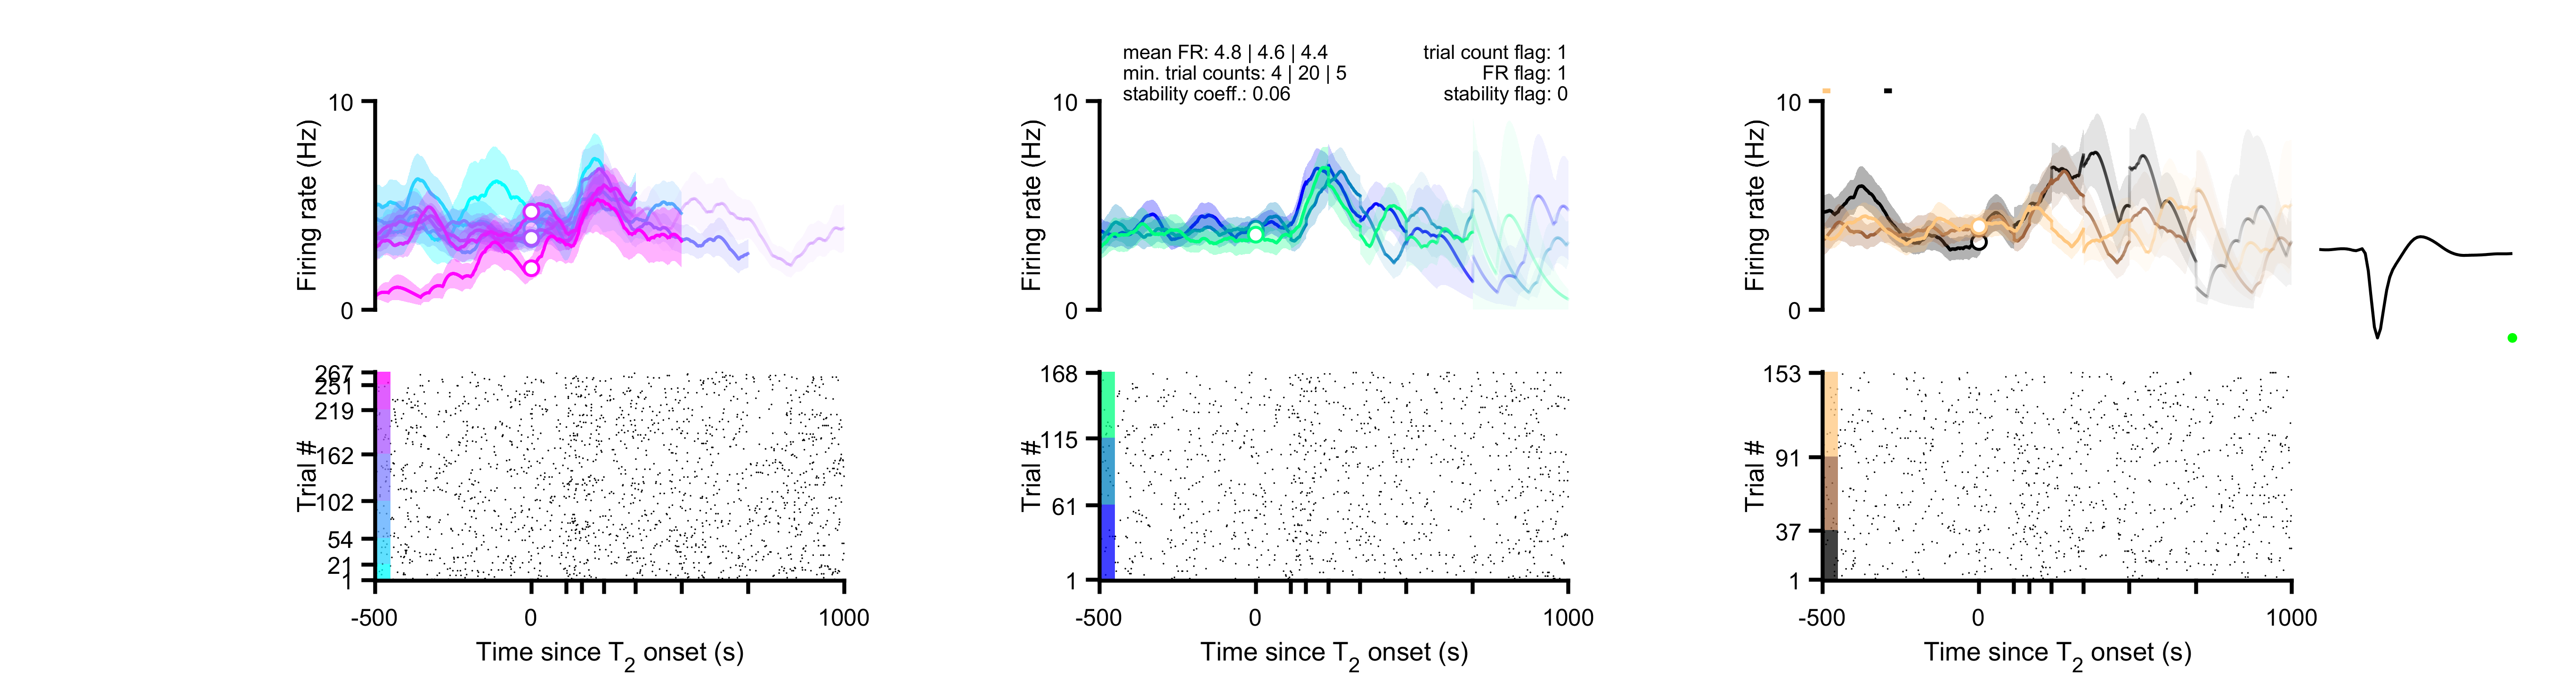 mean FR: 4.8 | 4.6 | 4.4
min. trial counts: 4 | 20 | 5
stability coeff.: 0.06
trial count flag: 1
FR flag: 1
stability flag: 0
10
Firing rate (Hz)
0
10
Firing rate (Hz)
0
10
Firing rate (Hz)
0
267
251
219
162
102
54
21
1
Trial #
-500
0
1000
Time since T2 onset (s)
168
115
61
1
Trial #
-500
0
1000
Time since T2 onset (s)
153
91
37
1
Trial #
-500
0
1000
Time since T2 onset (s)